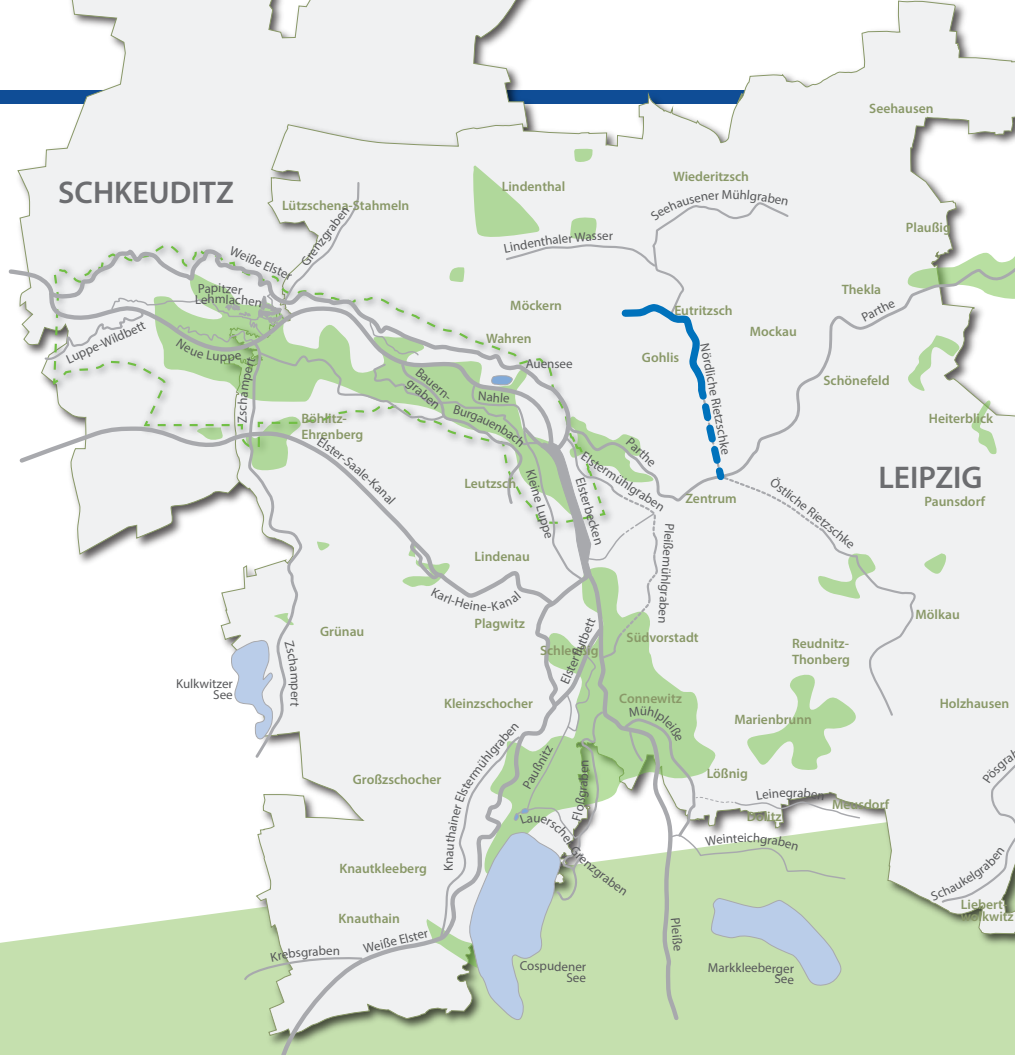 Seehausen
SCHKEUDITZ
Lindenthal
Wiederitzsch
Seehausener Mühlgraben
Lützschena-Stahmeln
Grenzgraben
Plaußig
Lindenthaler Wasser
Weiße Elster
Papitzer
Lehmlachen
Thekla
Parthe
Möckern
Eutritzsch
Mockau
Luppe-Wildbett
Neue Luppe
Wahren
Gohlis
Nördliche Rietzschke
Auensee
Zschampert
Bauern-
graben
Nahle
Schönefeld
Burgauenbach
Heiterblick
Böhlitz-
Ehrenberg
Elster-Saale-Kanal
Parthe
Elstermühlgraben
Leutzsch
Kleine Luppe
Elsterbecken
Zentrum
LEIPZIG
Paunsdorf
Östliche Rietzschke
Pleißemühlgraben
Lindenau
Karl-Heine-Kanal
Plagwitz
Mölkau
Grünau
Zschampert
Schleußig
Elsterflutbett
Südvorstadt
Reudnitz-
Thonberg
Kulkwitzer
See
Kleinzschocher
Connewitz
Mühlpleiße
Marienbrunn
Holzhausen
Knauthainer Elstermühlgraben
Paußnitz
Floßgraben
Großzschocher
Lößnig
Pösgrab
Leinegraben
Meusdorf
Dölitz
Lauerscher Grenzgraben
Weinteichgraben
Knautkleeberg
Schaukelgraben
Liebert-
wolkwitz
Knauthain
Weiße Elster
Krebsgraben
Pleiße
Cospudener
See
Markkleeberger
See